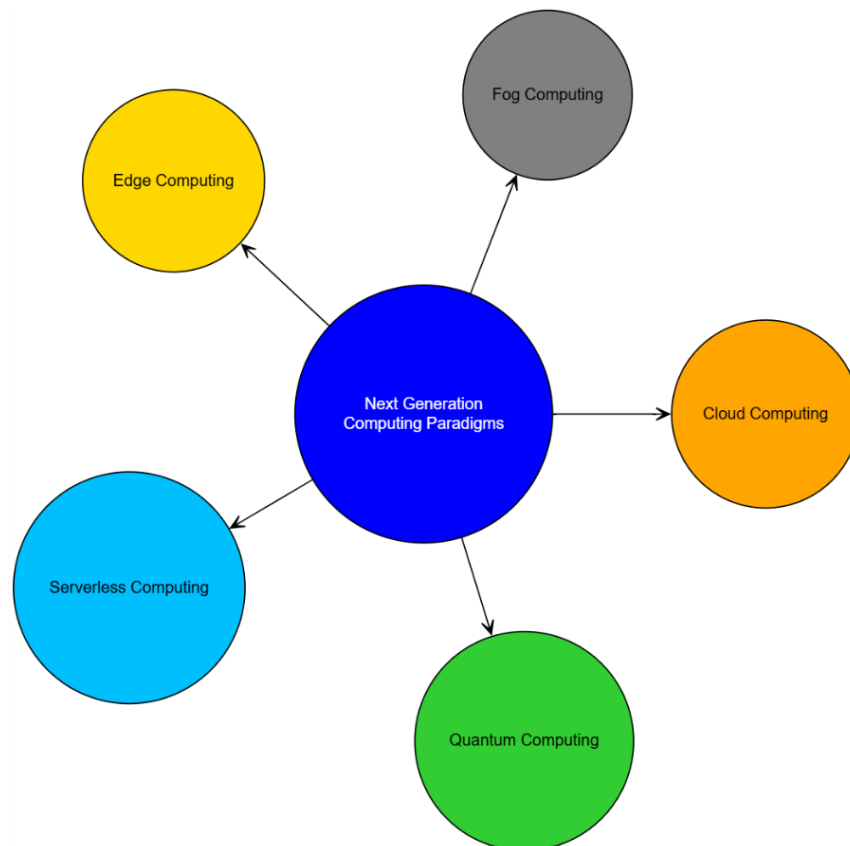 Fog Computing
Edge Computing
Next Generation
Computing Paradigms
Cloud Computing
Serverless Computing
Quantum Computing